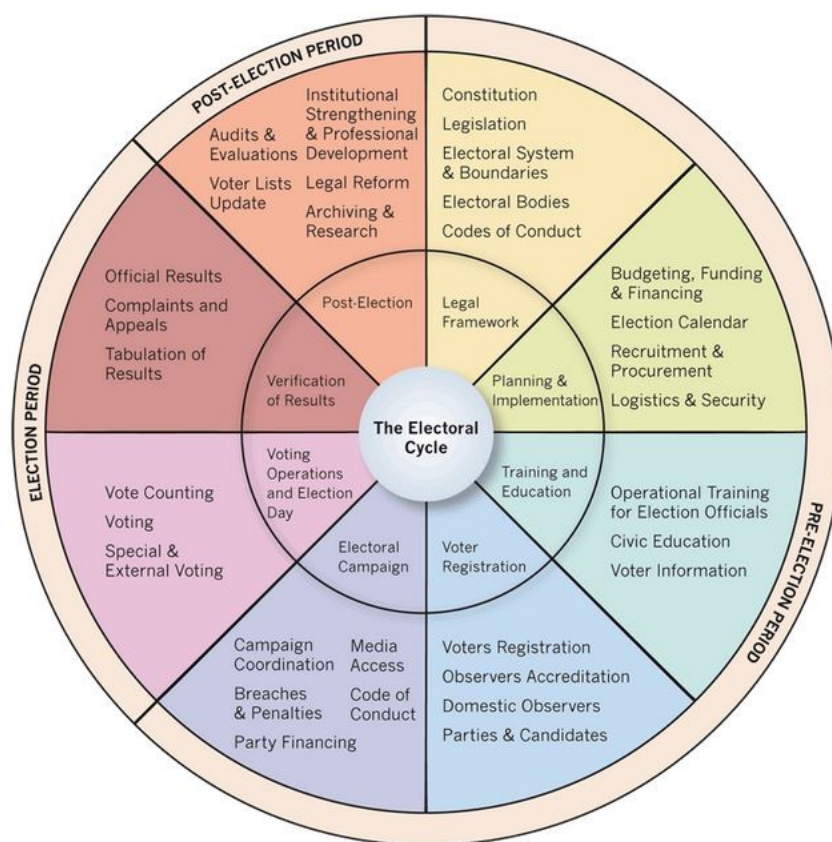 POST-ELECTION PERIOD
ELECTION PERIOD
PRE-ELECTION PERIOD
The Electoral
Cycle
Legal
Framework
Constitution
Legislation
Electoral System
& Boundaries
Electoral Bodies
Codes of Conduct
Planning &
Implementation
Budgeting, Funding
& Financing
Election Calendar
Recruitment &
Procurement
Logistics & Security
Training and
Education
Operational Training
for Election Officials
Civic Education
Voter Information
Voter
Registration
Voters Registration
Observers Accreditation
Domestic Observers
Parties & Candidates
Electoral
Campaign
Campaign
Coordination
Breaches
& Penalties
Party Financing
Media
Access
Code of
Conduct
Voting
Operations
and Election
Day
Vote Counting
Voting
Special &
External Voting
Verification
of Results
Official Results
Complaints and
Appeals
Tabulation of
Results
Post-Election
Audits &
Evaluations
Voter Lists
Update
Institutional
Strengthening
& Professional
Development
Legal Reform
Archiving &
Research